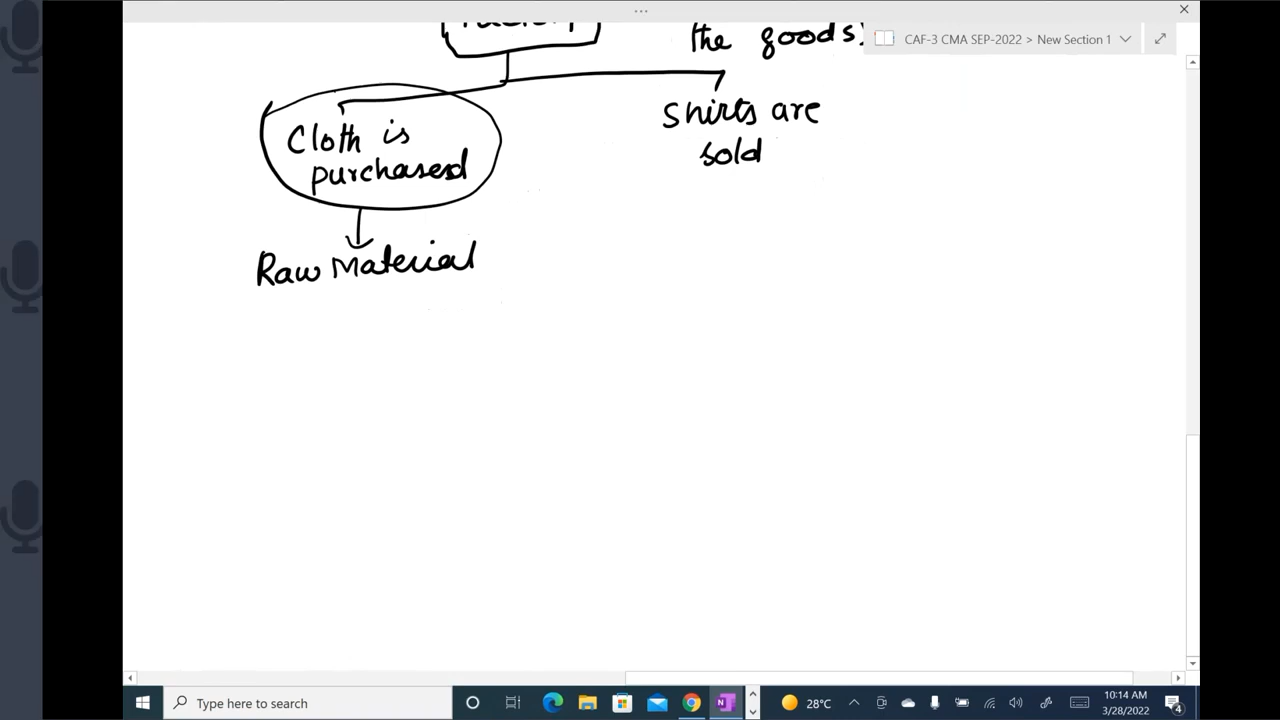 the goods)
CAF-3 CMA SEP-2022 > New Section 1
Cloth is
purchased
Shirts are
sold
Raw Material
Type here to search
28°C
10:14 AM
3/28/2022
4